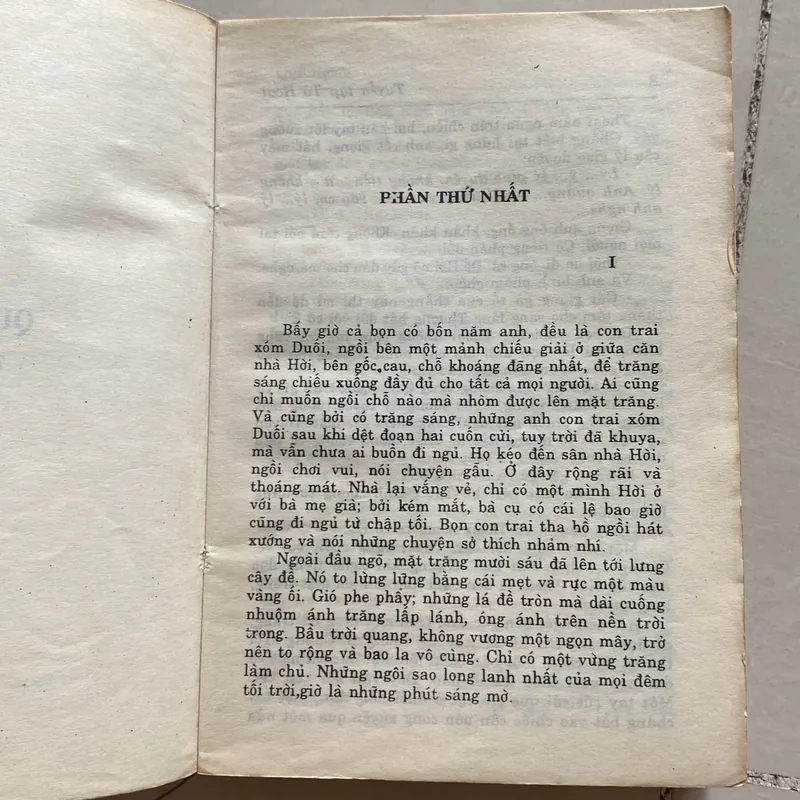 PHẦN THỨ NHẤT
I
Bấy giờ cả bọn có bốn năm anh, đều là con trai
xóm Duối, ngồi bên một mảnh chiếu giải ở giữa căn
nhà Hời, bên gốc cau, chỗ khoáng đãng nhất, để trăng
sáng chiếu xuống đầy đủ cho tất cả mọi người. Ai cũng
chỉ muốn ngồi chỗ nào mà nhòm được lên mặt trăng.
Và cũng bởi có trăng sáng, những anh con trai xóm
Duối sau khi dệt đoạn hai cuốn cửi, tuy trời đã khuya,
mà vẫn chưa ai buồn đi ngủ. Họ kéo đến sân nhà Hời,
ngồi chơi vui, nói chuyện gẫu. Ở đây rộng rãi và
thoáng mát. Nhà lại vắng vẻ, chỉ có một mình Hời ở
với bà mẹ già; bởi kém mắt, bà cụ có cái lệ bao giờ
cũng đi ngủ từ chập tối. Bọn con trai tha hồ ngồi hát
xướng và nói những chuyện sở thích nhảm nhí.
Ngoài đầu ngõ, mặt trăng mười sáu đã lên tới lưng
cây đề. Nó to lừng lững bằng cái mẹt và rực một màu
vàng ối. Gió phe phẩy; những lá đề tròn mà dài cuống
nhuộm ánh trăng lấp lánh, óng ánh trên nền trời
trong. Bầu trời quang, không vương một ngọn mây, trở
nên to rộng và bao la vô cùng. Chỉ có một vừng trăng
làm chủ. Những ngôi sao long lanh nhất của mọi đêm
tối trời,giờ là những phút sáng mờ.